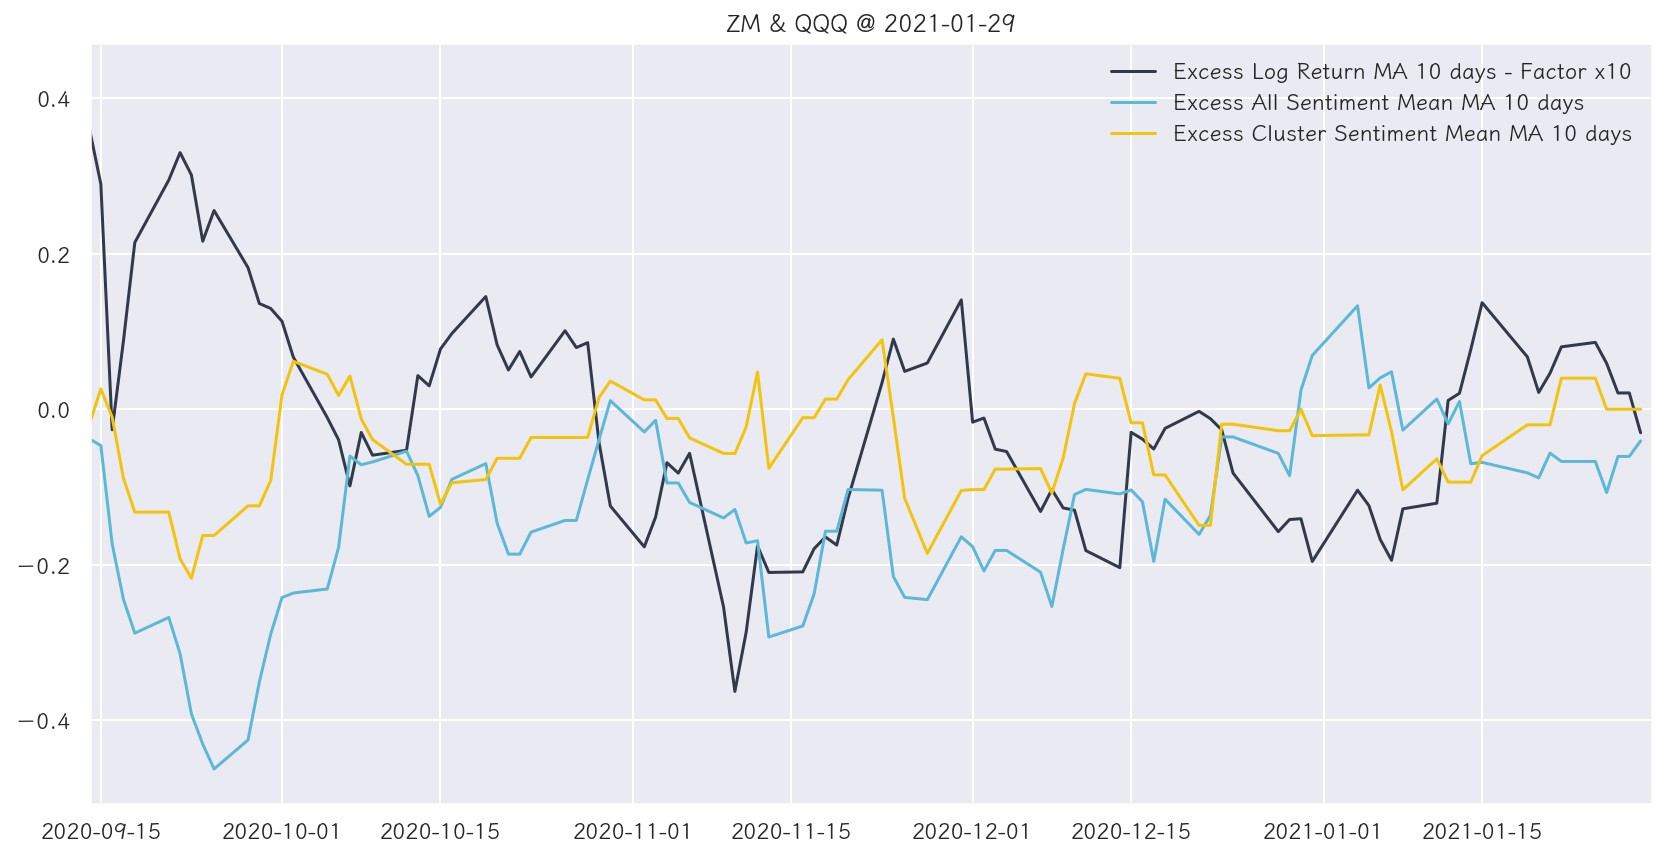 ZM & QQQ @ 2021-01-29
Excess Log Return MA 10 days - Factor x10
Excess All Sentiment Mean MA 10 days
Excess Cluster Sentiment Mean MA 10 days
0.4
0.2
0.0
−0.2
−0.4
2020-09-15 2020-10-01 2020-10-15 2020-11-01 2020-11-15 2020-12-01 2020-12-15 2021-01-01 2021-01-15